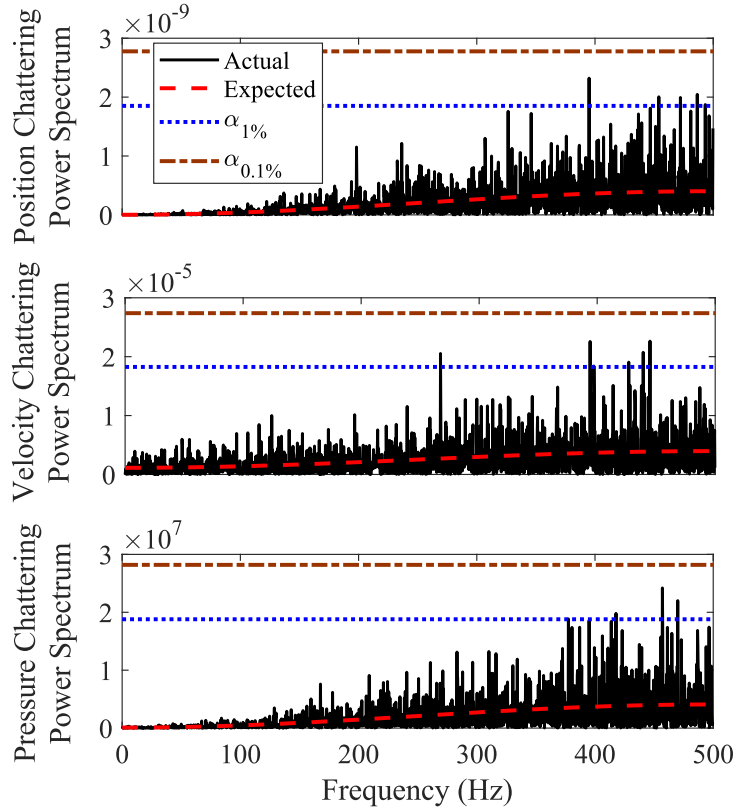 ×10^-9
3
2
1
0
Position Chattering
Power Spectrum
Actual
Expected
α1%
α0.1%
×10^-5
3
2
1
0
Velocity Chattering
Power Spectrum
×10^7
3
2
1
0
Pressure Chattering
Power Spectrum
0 100 200 300 400 500
Frequency (Hz)